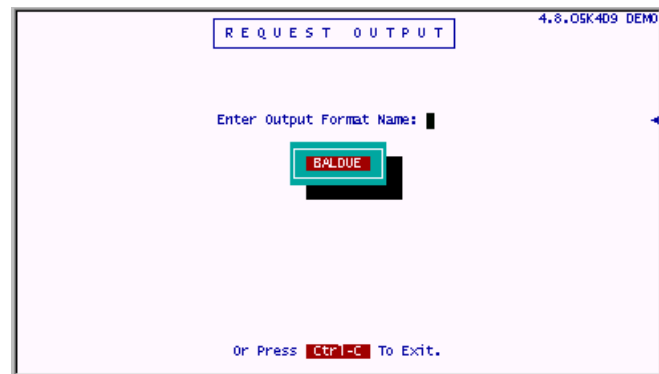 4.8.05K4D9 DEMO
REQUEST OUTPUT
Enter Output Format Name:
BALDUE
Or Press Ctrl-C To Exit.